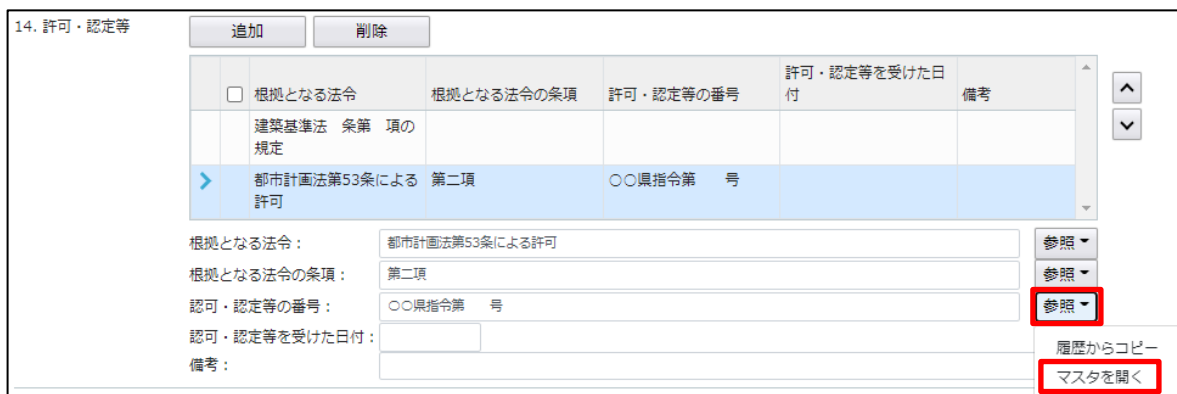 14. 許可・認定等
追加 削除
根拠となる法令 根拠となる法令の条項 許可・認定等の番号 許可・認定等を受けた日付 備考
建築基準法　条第　項の規定
都市計画法第53条による許可 第二項 〇〇県指令第　　号
根拠となる法令： 都市計画法第53条による許可 参照
根拠となる法令の条項： 第二項 参照
認可・認定等の番号： 〇〇県指令第　　号 参照
認可・認定等を受けた日付：
備考：
履歴からコピー
マスタを開く